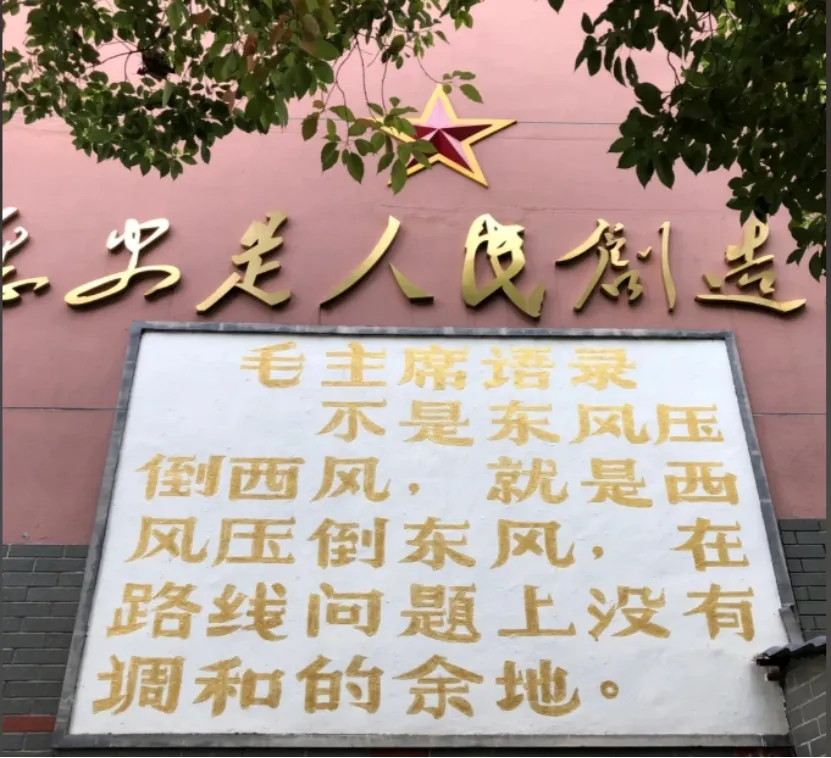 史是人民创造
毛主席语录
不是东风压
倒西风，就是西
风压倒东风，在
路线问题上没有
调和的余地。